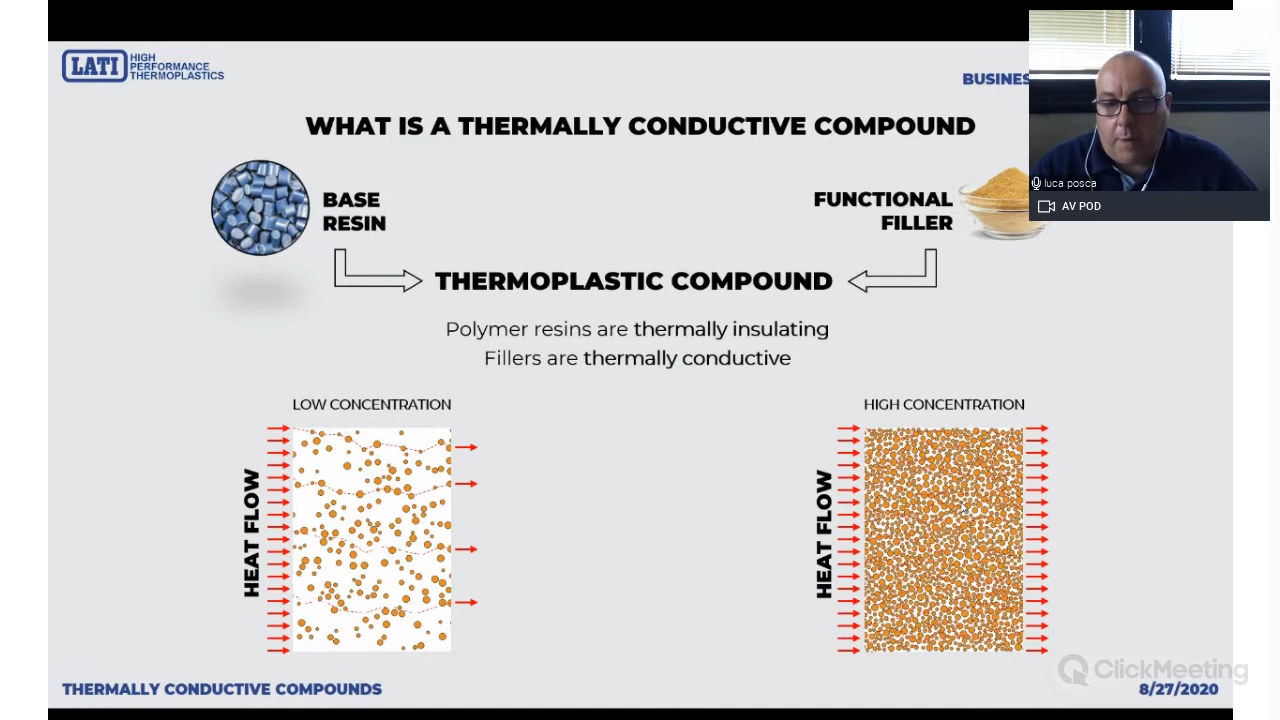 LATI
HIGH
PERFORMANCE
THERMOPLASTICS
BUSINES
WHAT IS A THERMALLY CONDUCTIVE COMPOUND
BASE
RESIN
FUNCTIONAL
FILLER
luca posca
AV POD
THERMOPLASTIC COMPOUND
Polymer resins are thermally insulating
Fillers are thermally conductive
LOW CONCENTRATION
HIGH CONCENTRATION
HEAT FLOW
HEAT FLOW
ClickMeeting
THERMALLY CONDUCTIVE COMPOUNDS
8/27/2020